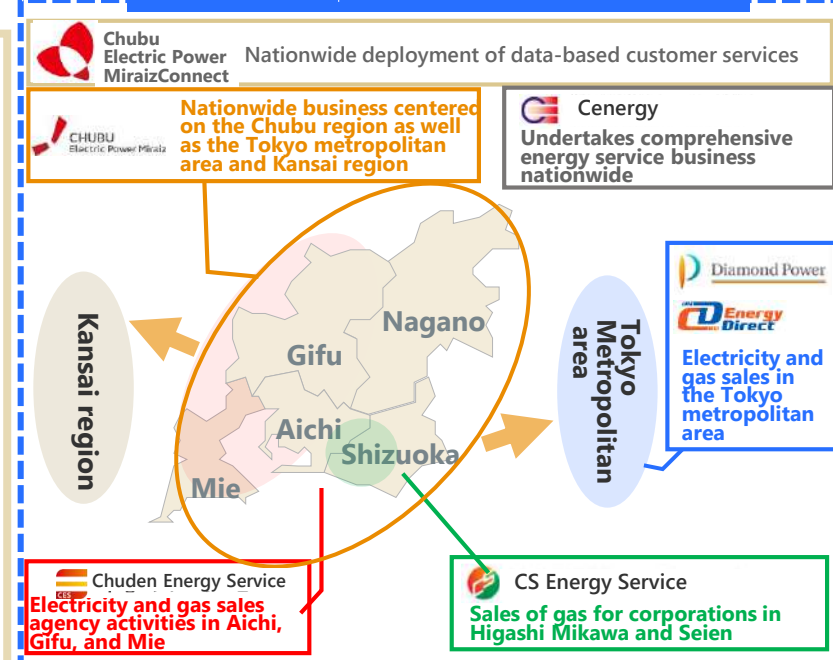 Chubu
Electric Power
MiraizConnect
Nationwide deployment of data-based customer services
CHUBU
Electric Power Miraiz
Nationwide business centered
on the Chubu region as well
as the Tokyo metropolitan
area and Kansai region
Cenergy
Undertakes comprehensive
energy service business
nationwide
Kansai region
Nagano
Gifu
Aichi
Shizuoka
Mie
Tokyo
Metropolitan
area
Diamond Power
CD Energy
Direct
Electricity and
gas sales in
the Tokyo
metropolitan
area
CES
Chuden Energy Service
Electricity and gas sales
agency activities in Aichi,
Gifu, and Mie
CS Energy Service
Sales of gas for corporations in
Higashi Mikawa and Seien